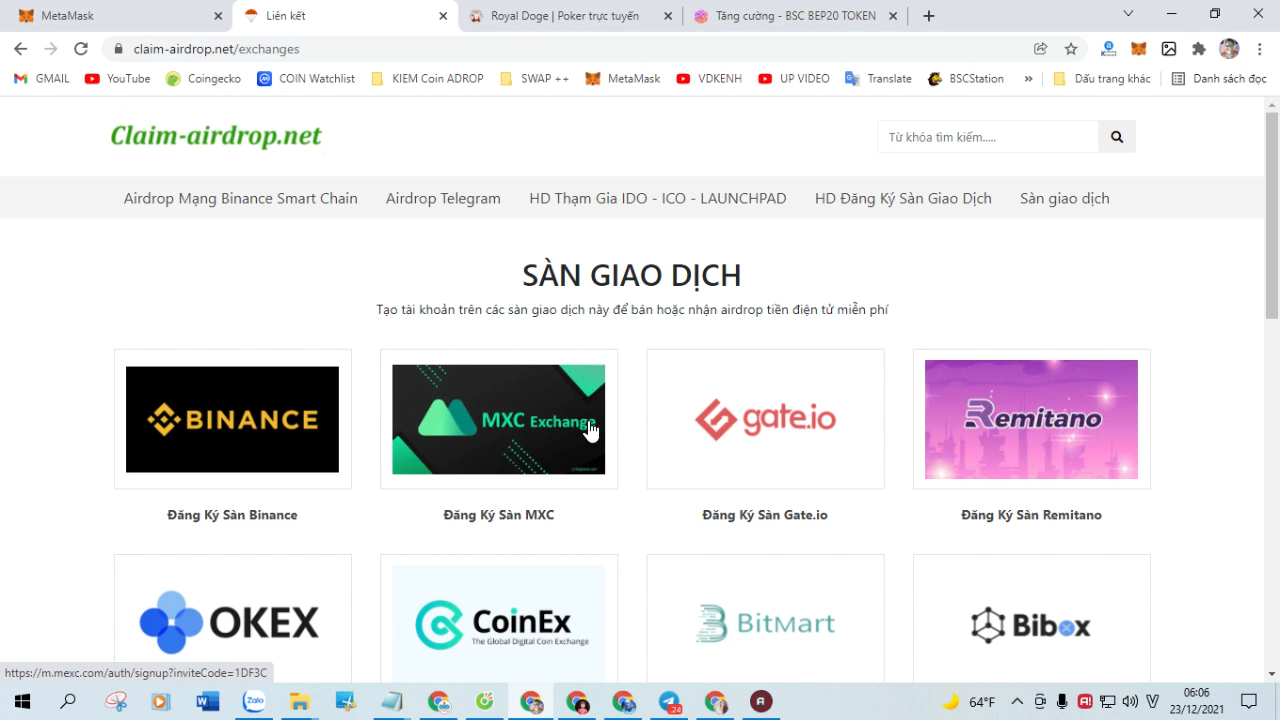 MetaMask
Liên kết
Royal Doge | Poker trực tuyến
Tăng cường - BSC BEP20 TOKEN
claim-airdrop.net/exchanges
GMAIL
YouTube
Coingecko
COIN Watchlist
KIEM Coin ADROP
SWAP ++
MetaMask
VDKENH
UP VIDEO
Translate
BSCStation
»
Dấu trang khác
Danh sách đọc
Claim-airdrop.net
Từ khóa tìm kiếm.....
Airdrop Mạng Binance Smart Chain
Airdrop Telegram
HD Thạm Gia IDO - ICO - LAUNCHPAD
HD Đăng Ký Sàn Giao Dịch
Sàn giao dịch
SÀN GIAO DỊCH
Tạo tài khoản trên các sàn giao dịch này để bán hoặc nhận airdrop tiền điện tử miễn phí
BINANCE
MXC Exchange
gate.io
Remitano
Đăng Ký Sàn Binance
Đăng Ký Sàn MXC
Đăng Ký Sàn Gate.io
Đăng Ký Sàn Remitano
OKEX
CoinEx
The Global Digital Coin Exchange
BitMart
Bibox
https://m.mexc.com/auth/signup?inviteCode=1DF3C
Zalo
24
64°F
06:06
23/12/2021